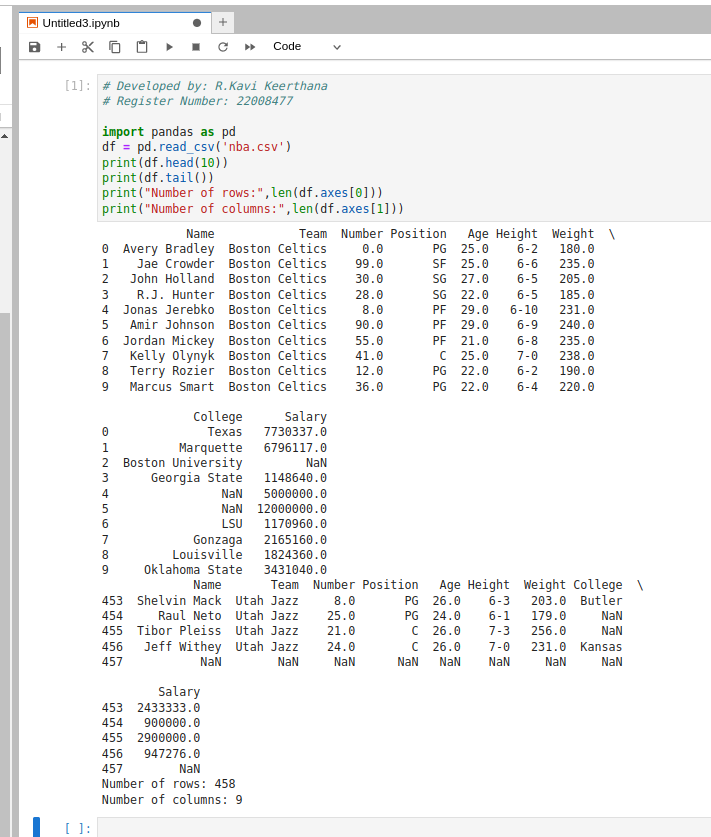 Untitled3.ipynb
Code
[1]:
# Developed by: R.Kavi Keerthana
# Register Number: 22008477
import pandas as pd
df = pd.read_csv('nba.csv')
print(df.head(10))
print(df.tail())
print("Number of rows:",len(df.axes[0]))
print("Number of columns:",len(df.axes[1]))
            Name            Team  Number Position   Age Height  Weight  \
0  Avery Bradley  Boston Celtics     0.0       PG  25.0    6-2   180.0
1    Jae Crowder  Boston Celtics    99.0       SF  25.0    6-6   235.0
2   John Holland  Boston Celtics    30.0       SG  27.0    6-5   205.0
3    R.J. Hunter  Boston Celtics    28.0       SG  22.0    6-5   185.0
4  Jonas Jerebko  Boston Celtics     8.0       PF  29.0   6-10   231.0
5   Amir Johnson  Boston Celtics    90.0       PF  29.0    6-9   240.0
6  Jordan Mickey  Boston Celtics    55.0       PF  21.0    6-8   235.0
7   Kelly Olynyk  Boston Celtics    41.0        C  25.0    7-0   238.0
8   Terry Rozier  Boston Celtics    12.0       PG  22.0    6-2   190.0
9   Marcus Smart  Boston Celtics    36.0       PG  22.0    6-4   220.0
             College      Salary
0              Texas   7730337.0
1          Marquette   6796117.0
2  Boston University         NaN
3      Georgia State   1148640.0
4                NaN   5000000.0
5                NaN  12000000.0
6                LSU   1170960.0
7            Gonzaga   2165160.0
8         Louisville   1824360.0
9     Oklahoma State   3431040.0
             Name       Team  Number Position   Age Height  Weight College  \
453  Shelvin Mack  Utah Jazz     8.0       PG  26.0    6-3   203.0  Butler
454     Raul Neto  Utah Jazz    25.0       PG  24.0    6-1   179.0     NaN
455  Tibor Pleiss  Utah Jazz    21.0        C  26.0    7-3   256.0     NaN
456   Jeff Withey  Utah Jazz    24.0        C  26.0    7-0   231.0  Kansas
457           NaN        NaN     NaN      NaN   NaN    NaN     NaN     NaN
        Salary
453  2433333.0
454   900000.0
455  2900000.0
456   947276.0
457        NaN
Number of rows: 458
Number of columns: 9
[ ]: